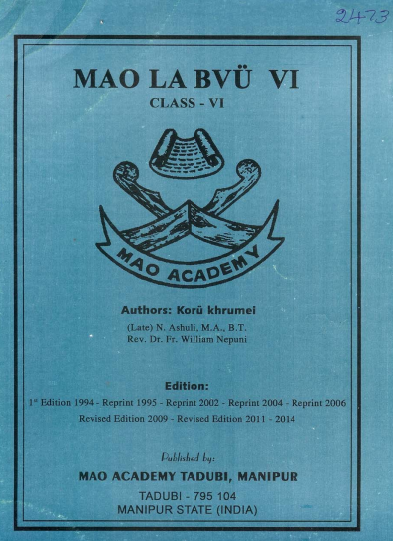 2473
MAO LA BVÜ VI
CLASS - VI
MAO ACADEMY
Authors: Korü khrumei
(Late) N. Ashuli, M.A., B.T.
Rev. Dr. Fr. William Nepuni
Edition:
1st Edition 1994 - Reprint 1995 - Reprint 2002 - Reprint 2004 - Reprint 2006
Revised Edition 2009 - Revised Edition 2011 - 2014
Published by:
MAO ACADEMY TADUBI, MANIPUR
TADUBI - 795 104
MANIPUR STATE (INDIA)